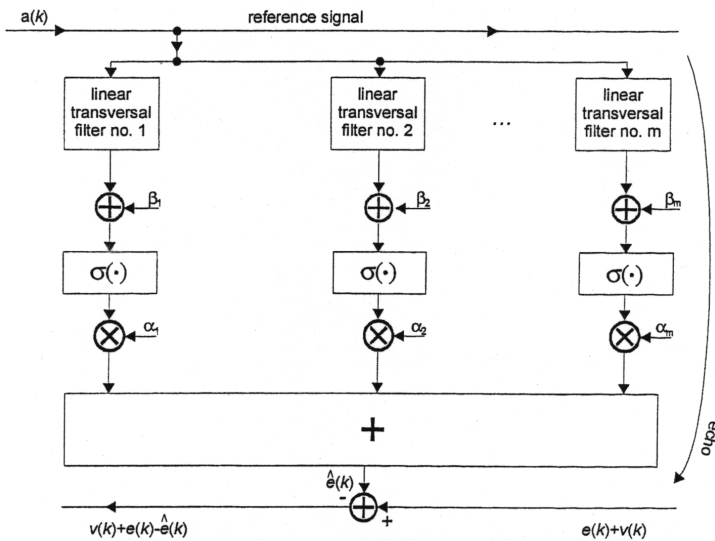 a(k)
reference signal
linear
transversal
filter no. 1
linear
transversal
filter no. 2
...
linear
transversal
filter no. m
+ β₁
+ β₂
+ βₘ
σ(·)
σ(·)
σ(·)
× α₁
× α₂
× αₘ
+
echo
ê(k)
-
+
+
v(k)+e(k)-ê(k)
e(k)+v(k)